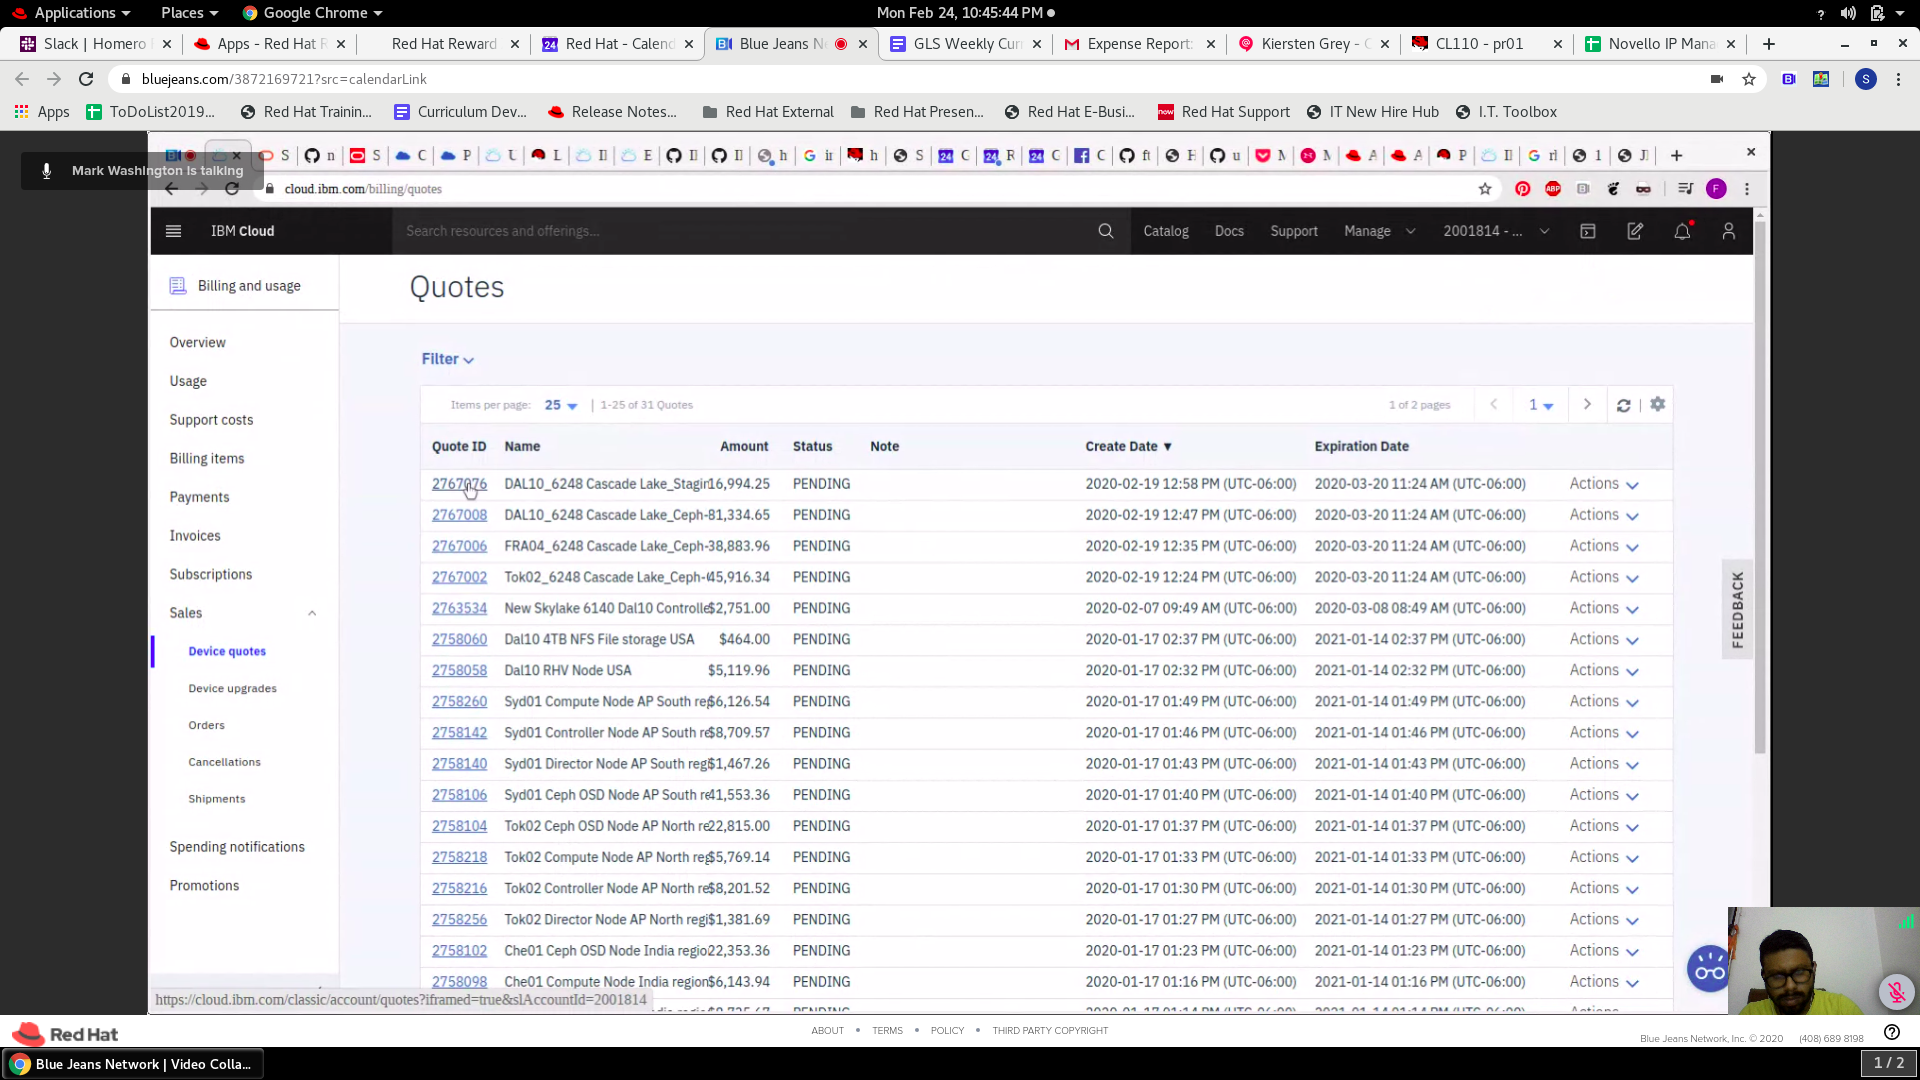 Applications Places Google Chrome Mon Feb 24, 10:45:44 PM ?
Slack | Homero Apps - Red Hat R Red Hat Reward Red Hat - Calend Blue Jeans N GLS Weekly Cur Expense Report: Kiersten Grey - C CL110 - pr01 Novello IP Mana
bluejeans.com/3872169721?src=calendarLink S
Apps ToDoList2019... Red Hat Trainin... Curriculum Dev... Release Notes... Red Hat External Red Hat Presen... Red Hat E-Busi... Red Hat Support IT New Hire Hub I.T. Toolbox
Mark Washington is talking
cloud.ibm.com/billing/quotes ABP F
IBM Cloud Search resources and offerings... Catalog Docs Support Manage 2001814 - ...
Billing and usage
Overview
Usage
Support costs
Billing items
Payments
Invoices
Subscriptions
Sales
Device quotes
Device upgrades
Orders
Cancellations
Shipments
Spending notifications
Promotions
Quotes
Filter
Items per page: 25 | 1-25 of 31 Quotes 1 of 2 pages 1
Quote ID Name Amount Status Note Create Date ▼ Expiration Date
2767076 DAL10_6248 Cascade Lake_Stagin 16,994.25 PENDING 2020-02-19 12:58 PM (UTC-06:00) 2020-03-20 11:24 AM (UTC-06:00) Actions
2767008 DAL10_6248 Cascade Lake_Ceph- 81,334.65 PENDING 2020-02-19 12:47 PM (UTC-06:00) 2020-03-20 11:24 AM (UTC-06:00) Actions
2767006 FRA04_6248 Cascade Lake_Ceph- 38,883.96 PENDING 2020-02-19 12:35 PM (UTC-06:00) 2020-03-20 11:24 AM (UTC-06:00) Actions
2767002 Tok02_6248 Cascade Lake_Ceph- 45,916.34 PENDING 2020-02-19 12:24 PM (UTC-06:00) 2020-03-20 11:24 AM (UTC-06:00) Actions
2763534 New Skylake 6140 Dal10 Controlle $2,751.00 PENDING 2020-02-07 09:49 AM (UTC-06:00) 2020-03-08 08:49 AM (UTC-06:00) Actions
2758060 Dal10 4TB NFS File storage USA $464.00 PENDING 2020-01-17 02:37 PM (UTC-06:00) 2021-01-14 02:37 PM (UTC-06:00) Actions
2758058 Dal10 RHV Node USA $5,119.96 PENDING 2020-01-17 02:32 PM (UTC-06:00) 2021-01-14 02:32 PM (UTC-06:00) Actions
2758260 Syd01 Compute Node AP South re $6,126.54 PENDING 2020-01-17 01:49 PM (UTC-06:00) 2021-01-14 01:49 PM (UTC-06:00) Actions
2758142 Syd01 Controller Node AP South r $8,709.57 PENDING 2020-01-17 01:46 PM (UTC-06:00) 2021-01-14 01:46 PM (UTC-06:00) Actions
2758140 Syd01 Director Node AP South reg $1,467.26 PENDING 2020-01-17 01:43 PM (UTC-06:00) 2021-01-14 01:43 PM (UTC-06:00) Actions
2758106 Syd01 Ceph OSD Node AP South re 41,553.36 PENDING 2020-01-17 01:40 PM (UTC-06:00) 2021-01-14 01:40 PM (UTC-06:00) Actions
2758104 Tok02 Ceph OSD Node AP North re 22,815.00 PENDING 2020-01-17 01:37 PM (UTC-06:00) 2021-01-14 01:37 PM (UTC-06:00) Actions
2758218 Tok02 Compute Node AP North reg $5,769.14 PENDING 2020-01-17 01:33 PM (UTC-06:00) 2021-01-14 01:33 PM (UTC-06:00) Actions
2758216 Tok02 Controller Node AP North re $8,201.52 PENDING 2020-01-17 01:30 PM (UTC-06:00) 2021-01-14 01:30 PM (UTC-06:00) Actions
2758256 Tok02 Director Node AP North regi $1,381.69 PENDING 2020-01-17 01:27 PM (UTC-06:00) 2021-01-14 01:27 PM (UTC-06:00) Actions
2758102 Che01 Ceph OSD Node India regio 22,353.36 PENDING 2020-01-17 01:23 PM (UTC-06:00) 2021-01-14 01:23 PM (UTC-06:00) Actions
2758098 Che01 Compute Node India region $6,143.94 PENDING 2020-01-17 01:16 PM (UTC-06:00) 2021-01-14 01:16 PM (UTC-06:00) Actions
FEEDBACK
https://cloud.ibm.com/classic/account/quotes?iframed=true&slAccountId=2001814
Red Hat ABOUT • TERMS • POLICY • THIRD PARTY COPYRIGHT Blue Jeans Network, Inc. © 2020 (408) 689 8198
Blue Jeans Network | Video Colla... 1 / 2